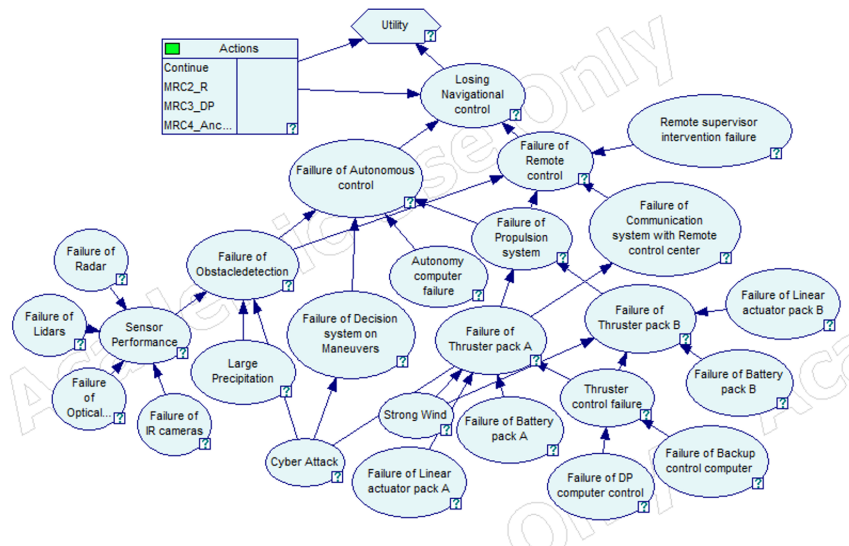 Utility
Actions
Continue
MRC2_R
MRC3_DP
MRC4_Anc...
Losing
Navigational
control
Remote supervisor
intervention failure
Failure of
Remote
control
Failure of Autonomous
control
Failure of
Communication
system with Remote
control center
Failure of
Propulsion
system
Failure of
Radar
Failure of
Obstacledetection
Autonomy
computer
failure
Failure of
Lidars
Sensor
Performance
Failure of Decision
system on
Maneuvers
Failure of
Thruster pack A
Failure of
Thruster pack B
Failure of Linear
actuator pack B
Large
Precipitation
Failure of Battery
pack B
Failure
of
Optical...
Failure of
IR cameras
Strong Wind
Thruster
control failure
Failure of Battery
pack A
Cyber Attack
Failure of Linear
actuator pack A
Failure of DP
computer control
Failure of Backup
control computer
Academic Use Only